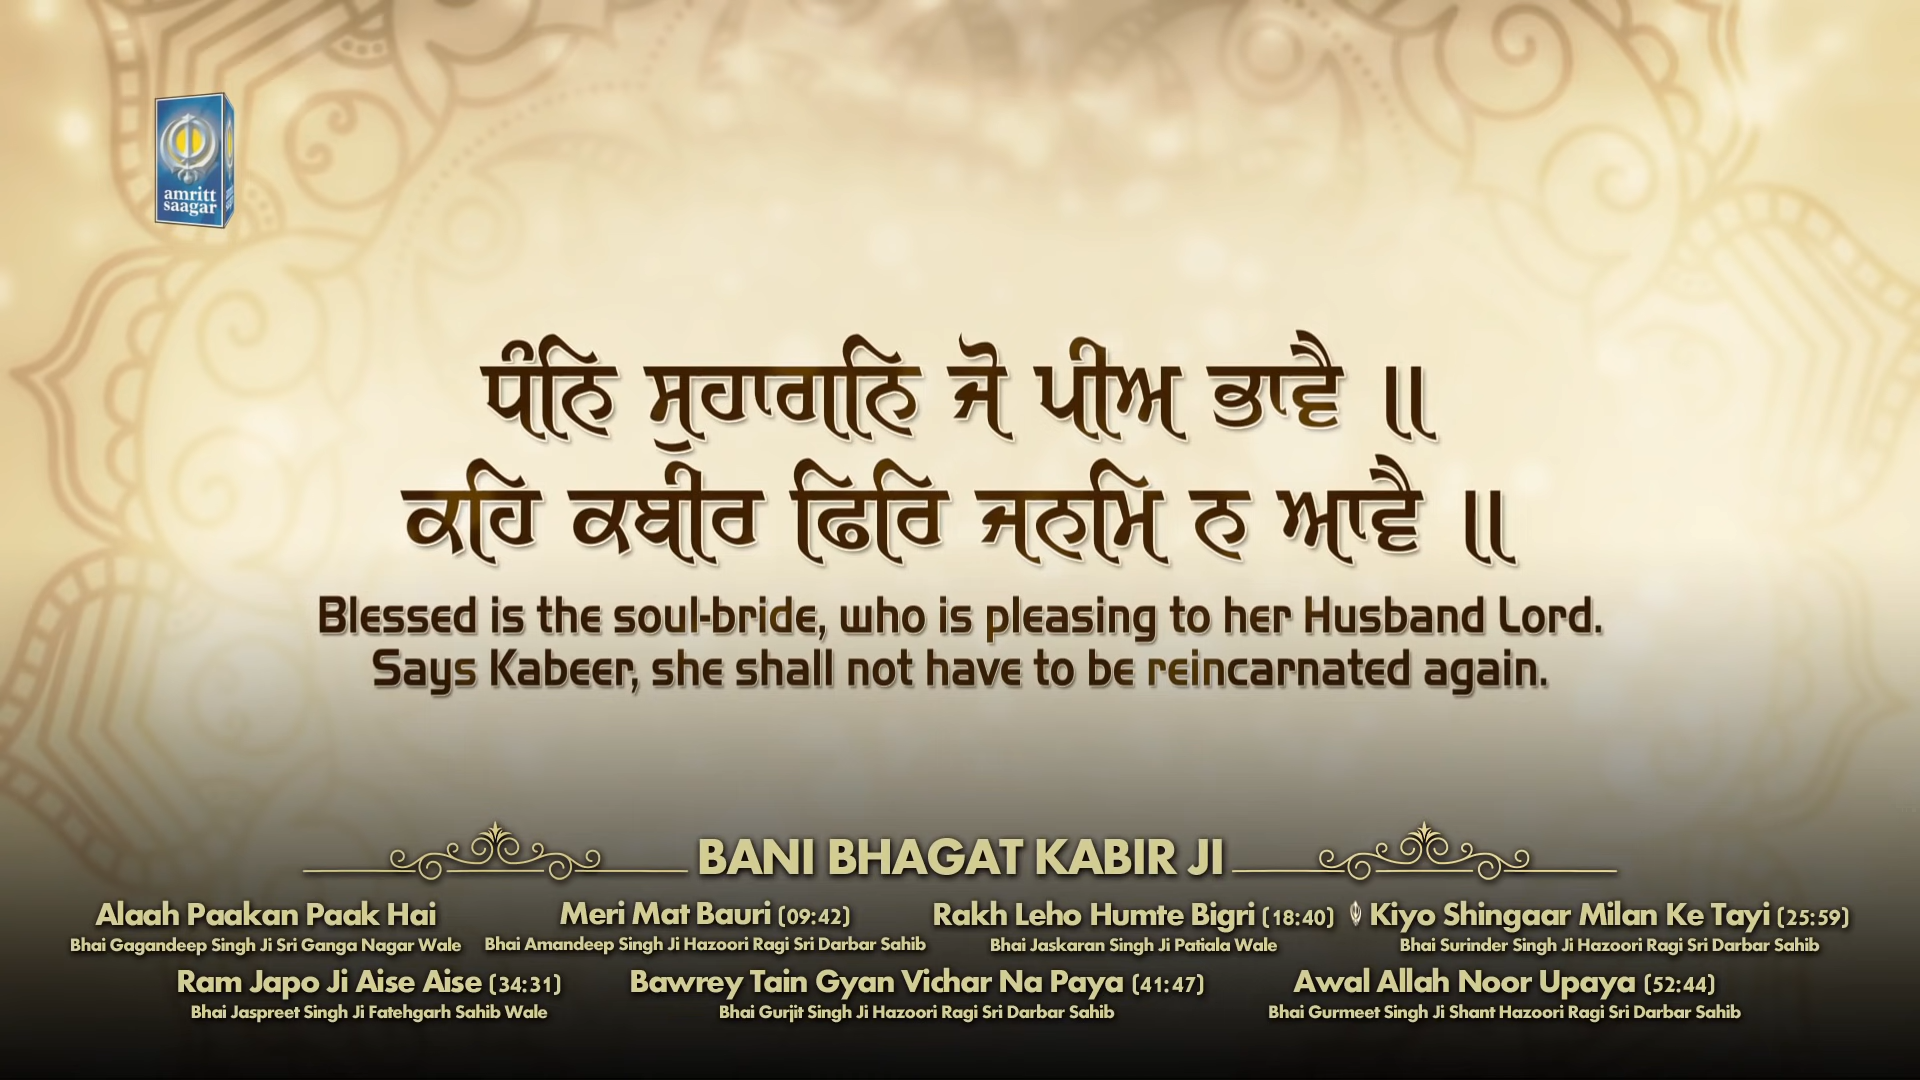 amritt
saagar
ਧੰਨਿ ਸੁਹਾਗਨਿ ਜੋ ਪੀਅ ਭਾਵੈ ॥
ਕਹਿ ਕਬੀਰ ਫਿਰਿ ਜਨਮਿ ਨ ਆਵੈ ॥
Blessed is the soul-bride, who is pleasing to her Husband Lord.
Says Kabeer, she shall not have to be reincarnated again.
BANI BHAGAT KABIR JI
Alaah Paakan Paak Hai Meri Mat Bauri (09:42) Rakh Leho Humte Bigri (18:40) Kiyo Shingaar Milan Ke Tayi (25:59)
Bhai Gagandeep Singh Ji Sri Ganga Nagar Wale Bhai Amandeep Singh Ji Hazoori Ragi Sri Darbar Sahib Bhai Jaskaran Singh Ji Patiala Wale Bhai Surinder Singh Ji Hazoori Ragi Sri Darbar Sahib
Ram Japo Ji Aise Aise (34:31) Bawrey Tain Gyan Vichar Na Paya (41:47) Awal Allah Noor Upaya (52:44)
Bhai Jaspreet Singh Ji Fatehgarh Sahib Wale Bhai Gurjit Singh Ji Hazoori Ragi Sri Darbar Sahib Bhai Gurmeet Singh Ji Shant Hazoori Ragi Sri Darbar Sahib